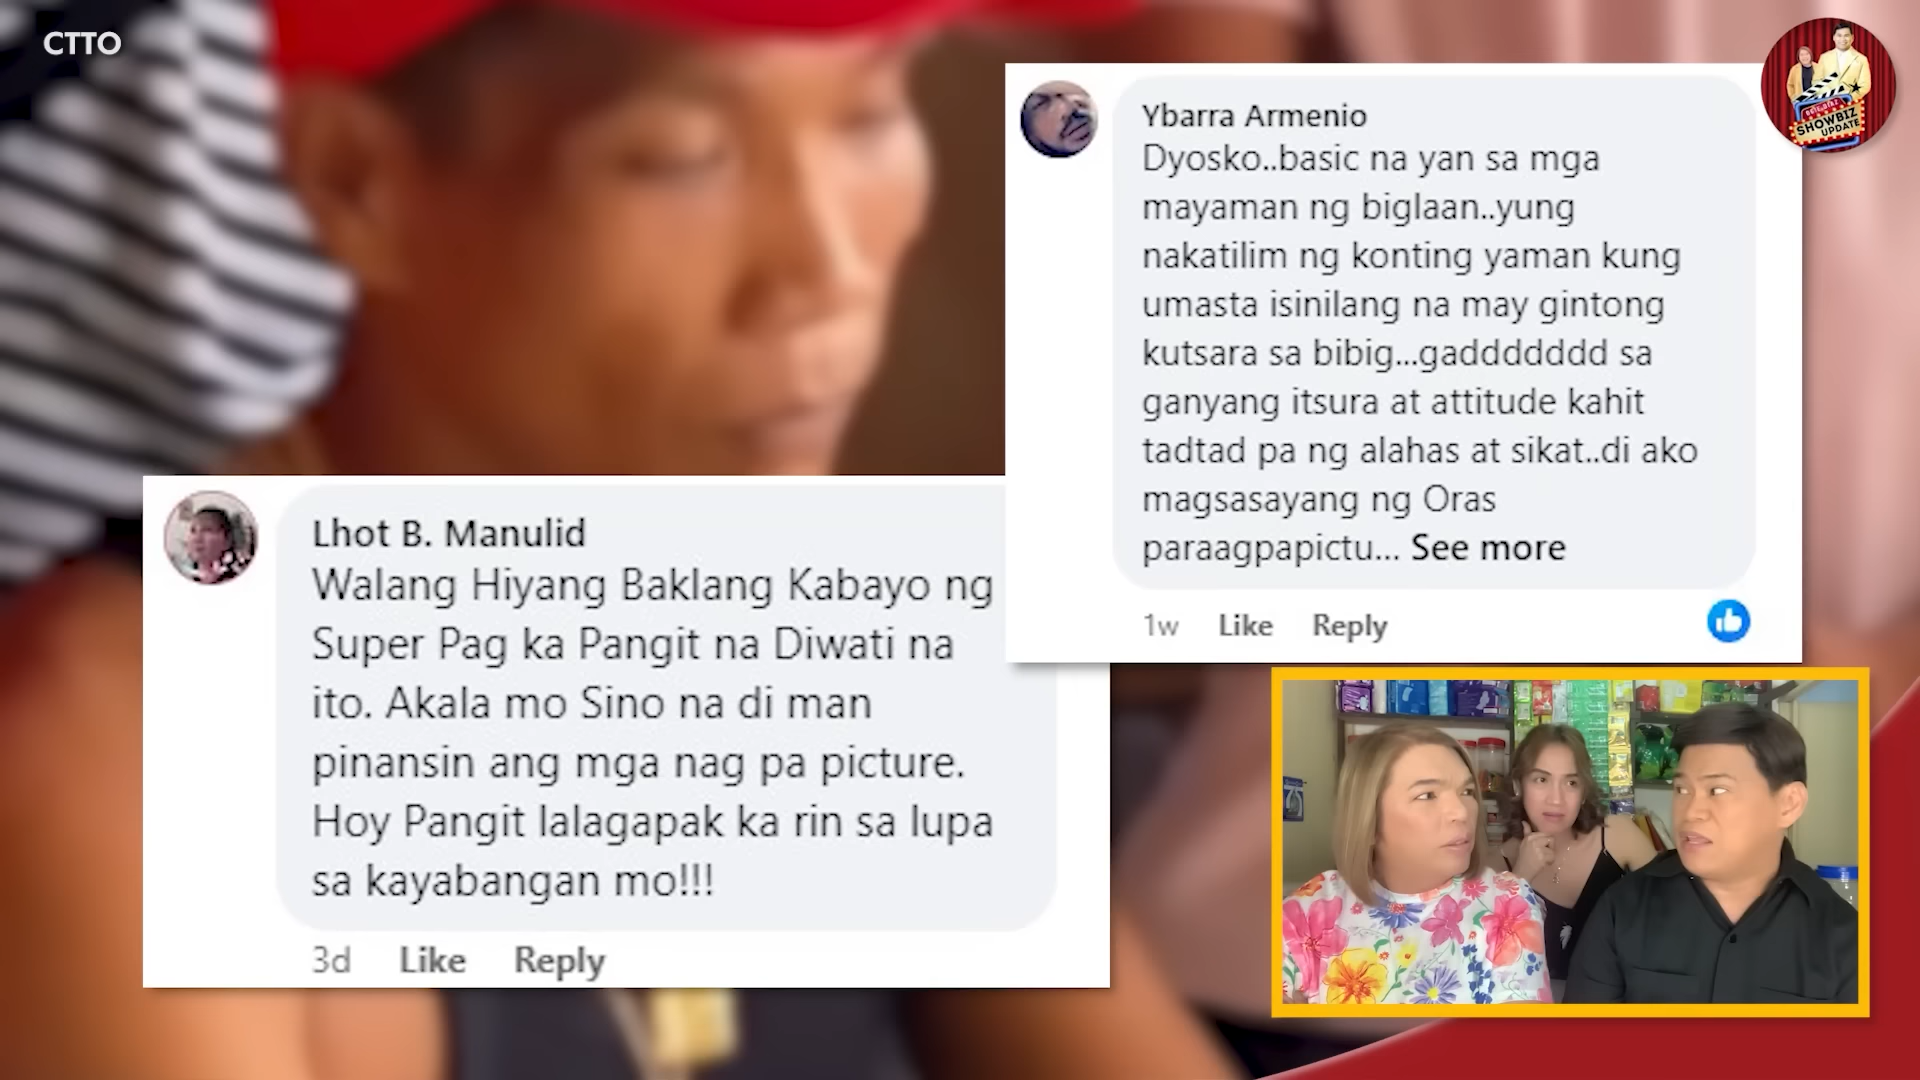 CTTO
SHOWBIZ
UPDATE
Ybarra Armenio
Dyosko..basic na yan sa mga
mayaman ng biglaan..yung
nakatilim ng konting yaman kung
umasta isinilang na may gintong
kutsara sa bibig...gaddddddd sa
ganyang itsura at attitude kahit
tadtad pa ng alahas at sikat..di ako
magsasayang ng Oras
paraagpapictu... See more
1w Like Reply
Lhot B. Manulid
Walang Hiyang Baklang Kabayo ng
Super Pag ka Pangit na Diwati na
ito. Akala mo Sino na di man
pinansin ang mga nag pa picture.
Hoy Pangit lalagapak ka rin sa lupa
sa kayabangan mo!!!
3d Like Reply